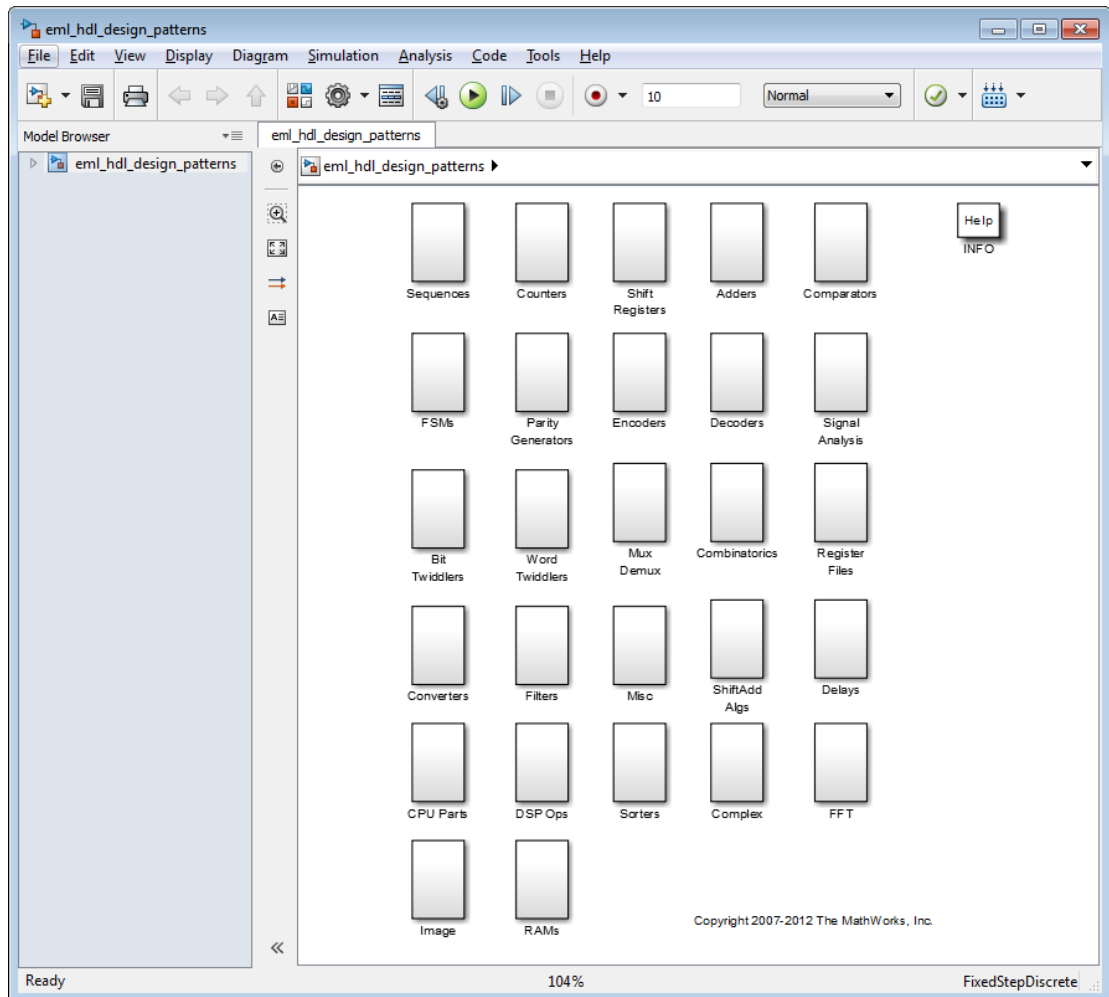 eml_hdl_design_patterns
File Edit View Display Diagram Simulation Analysis Code Tools Help
10 Normal
Model Browser
eml_hdl_design_patterns
eml_hdl_design_patterns
eml_hdl_design_patterns
Help
INFO
Sequences
Counters
Shift
Registers
Adders
Comparators
FSMs
Parity
Generators
Encoders
Decoders
Signal
Analysis
Bit
Twiddlers
Word
Twiddlers
Mux
Demux
Combinatorics
Register
Files
Converters
Filters
Misc
ShiftAdd
Algs
Delays
CPU Parts
DSP Ops
Sorters
Complex
FFT
Image
RAMs
Copyright 2007-2012 The MathWorks, Inc.
Ready 104% FixedStepDiscrete